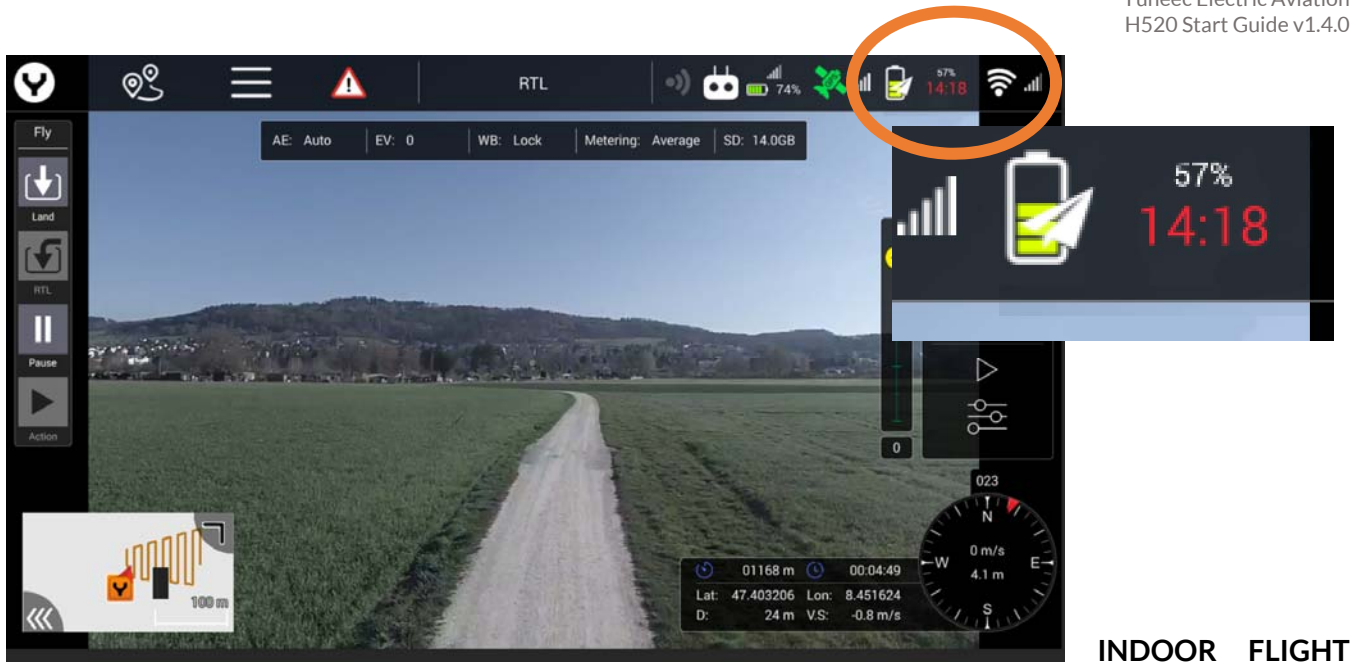 Yuneec Electric Aviation
H520 Start Guide v1.4.0
RTL
74%
57%
14:18
Fly
AE: Auto EV: 0 WB: Lock Metering: Average SD: 14.0GB
57%
14:18
Land
RTL
Pause
Action
0
023
N
W
E
S
0 m/s
4.1 m
01168 m 00:04:49
Lat: 47.403206 Lon: 8.451624
D: 24 m V.S: -0.8 m/s
100 m
INDOOR FLIGHT